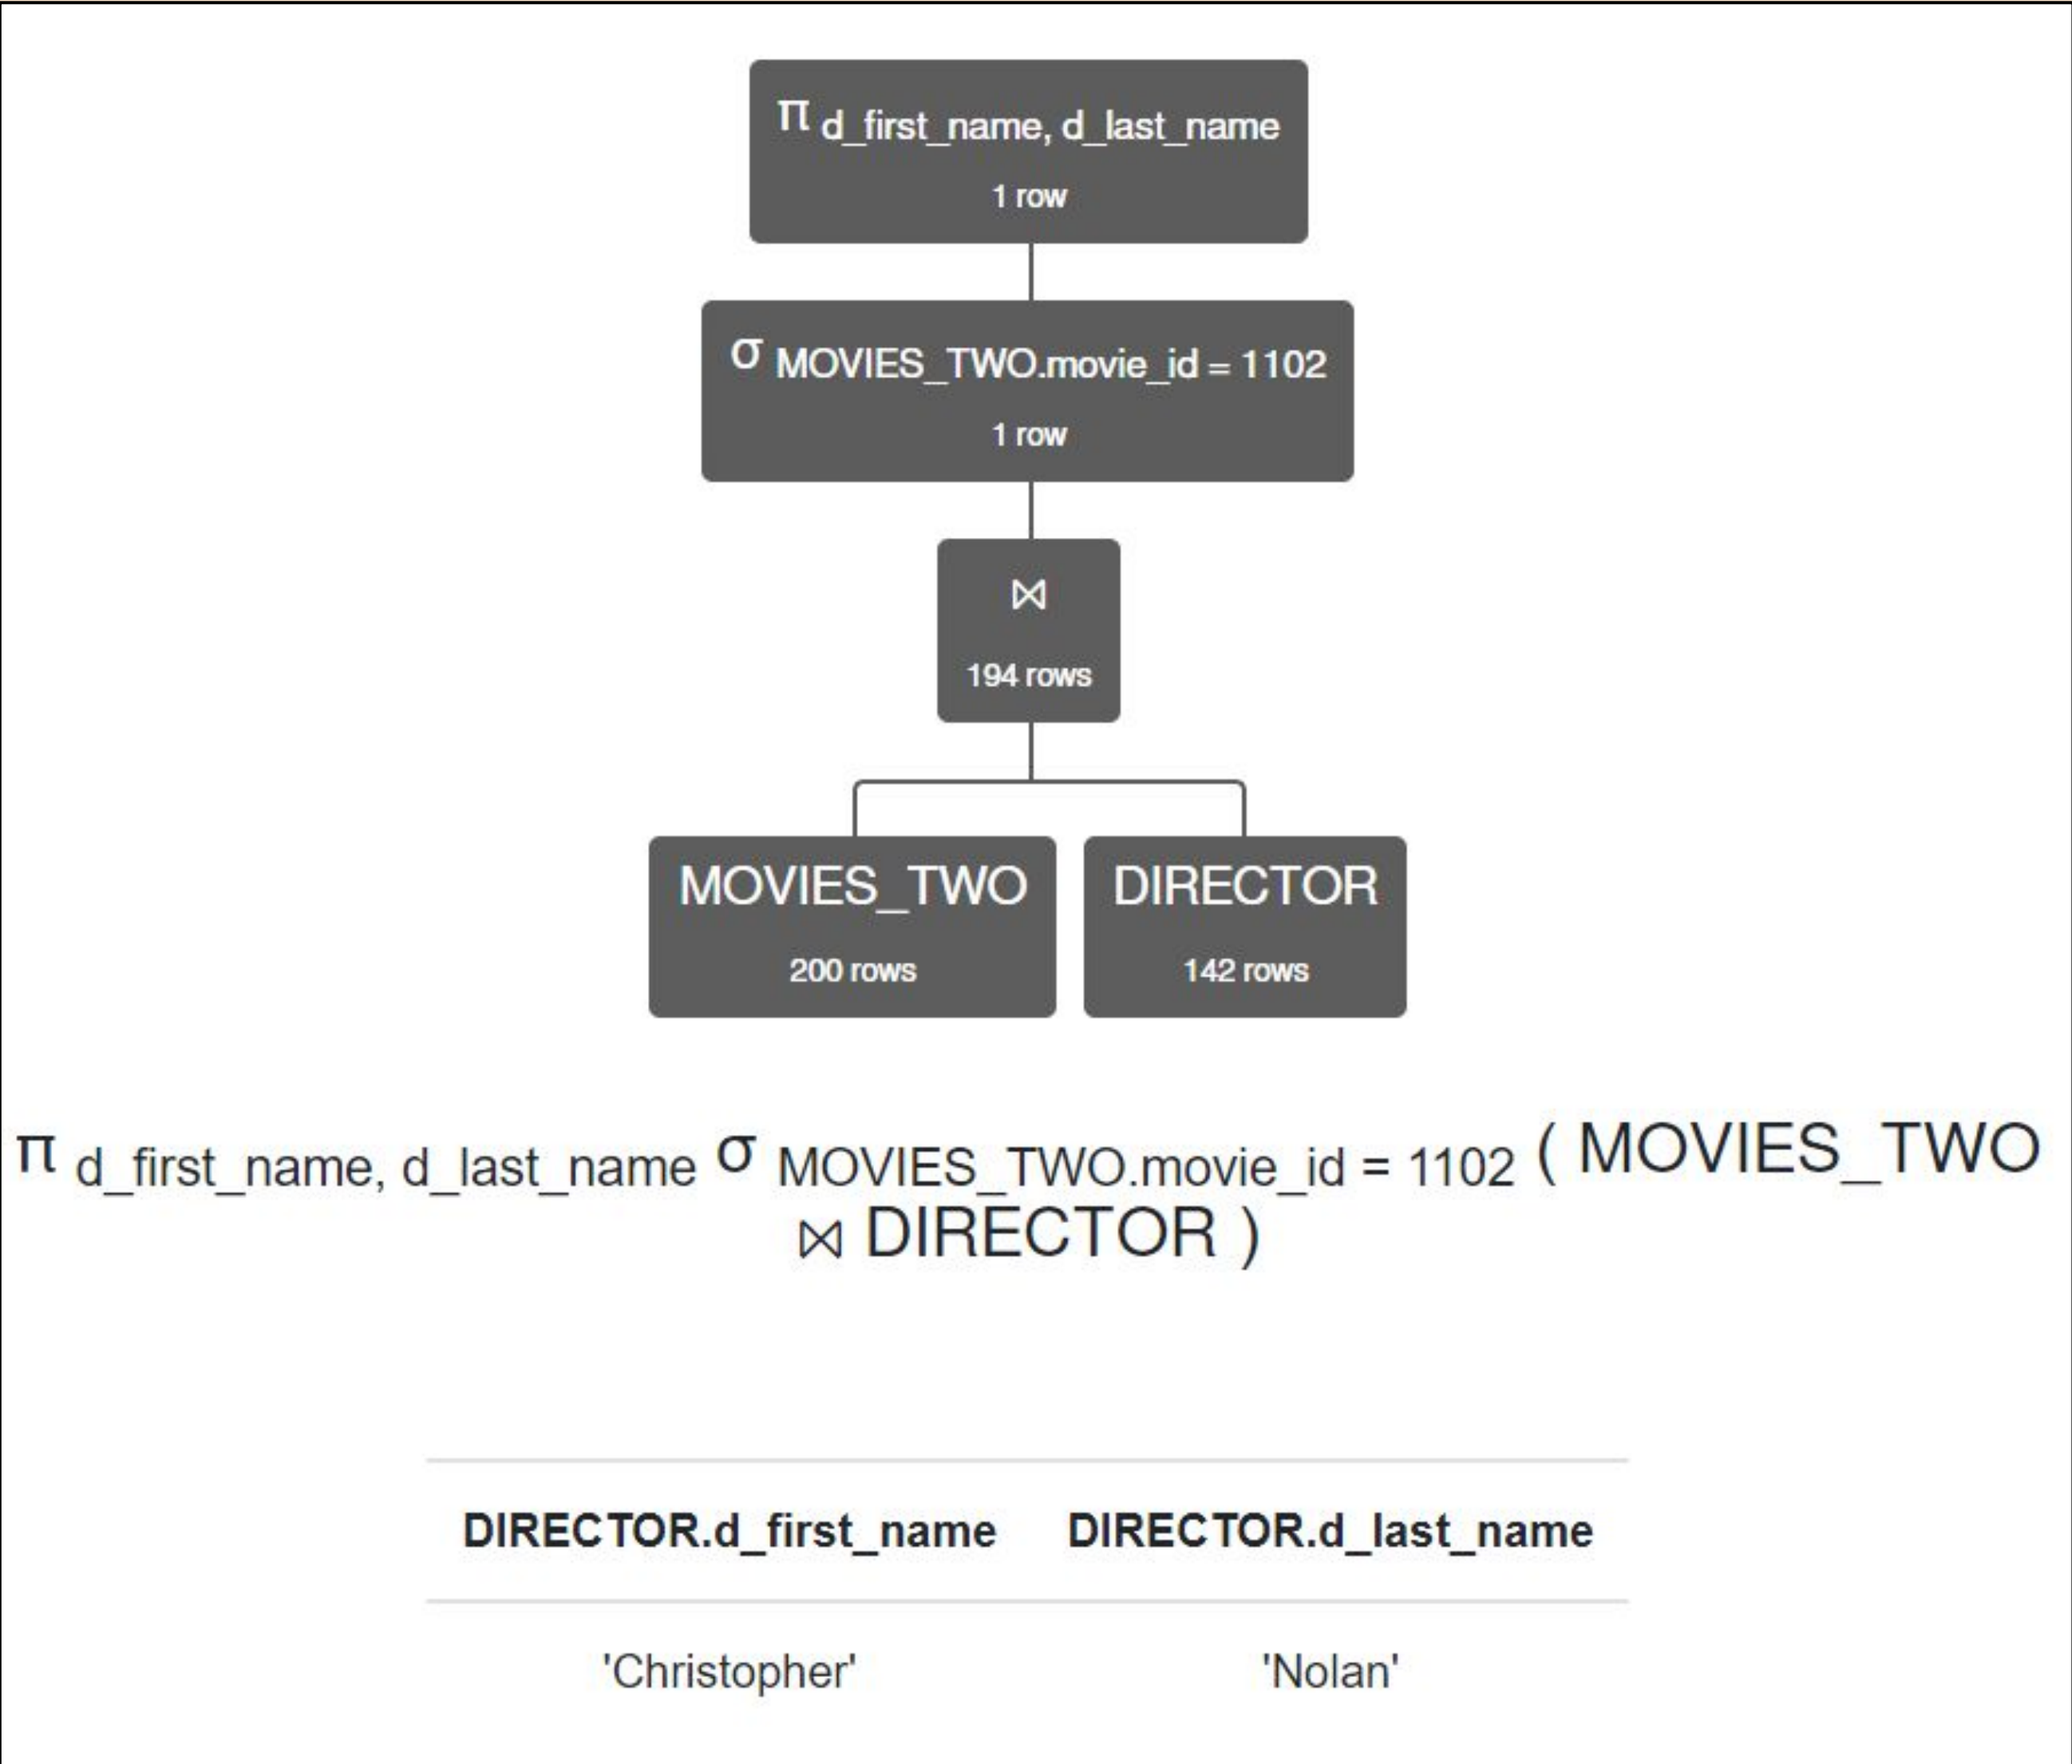 π d_first_name, d_last_name
1 row
σ MOVIES_TWO.movie_id = 1102
1 row
⋈
194 rows
MOVIES_TWO
200 rows
DIRECTOR
142 rows
π d_first_name, d_last_name σ MOVIES_TWO.movie_id = 1102 ( MOVIES_TWO
⋈ DIRECTOR )
DIRECTOR.d_first_name DIRECTOR.d_last_name
'Christopher' 'Nolan'